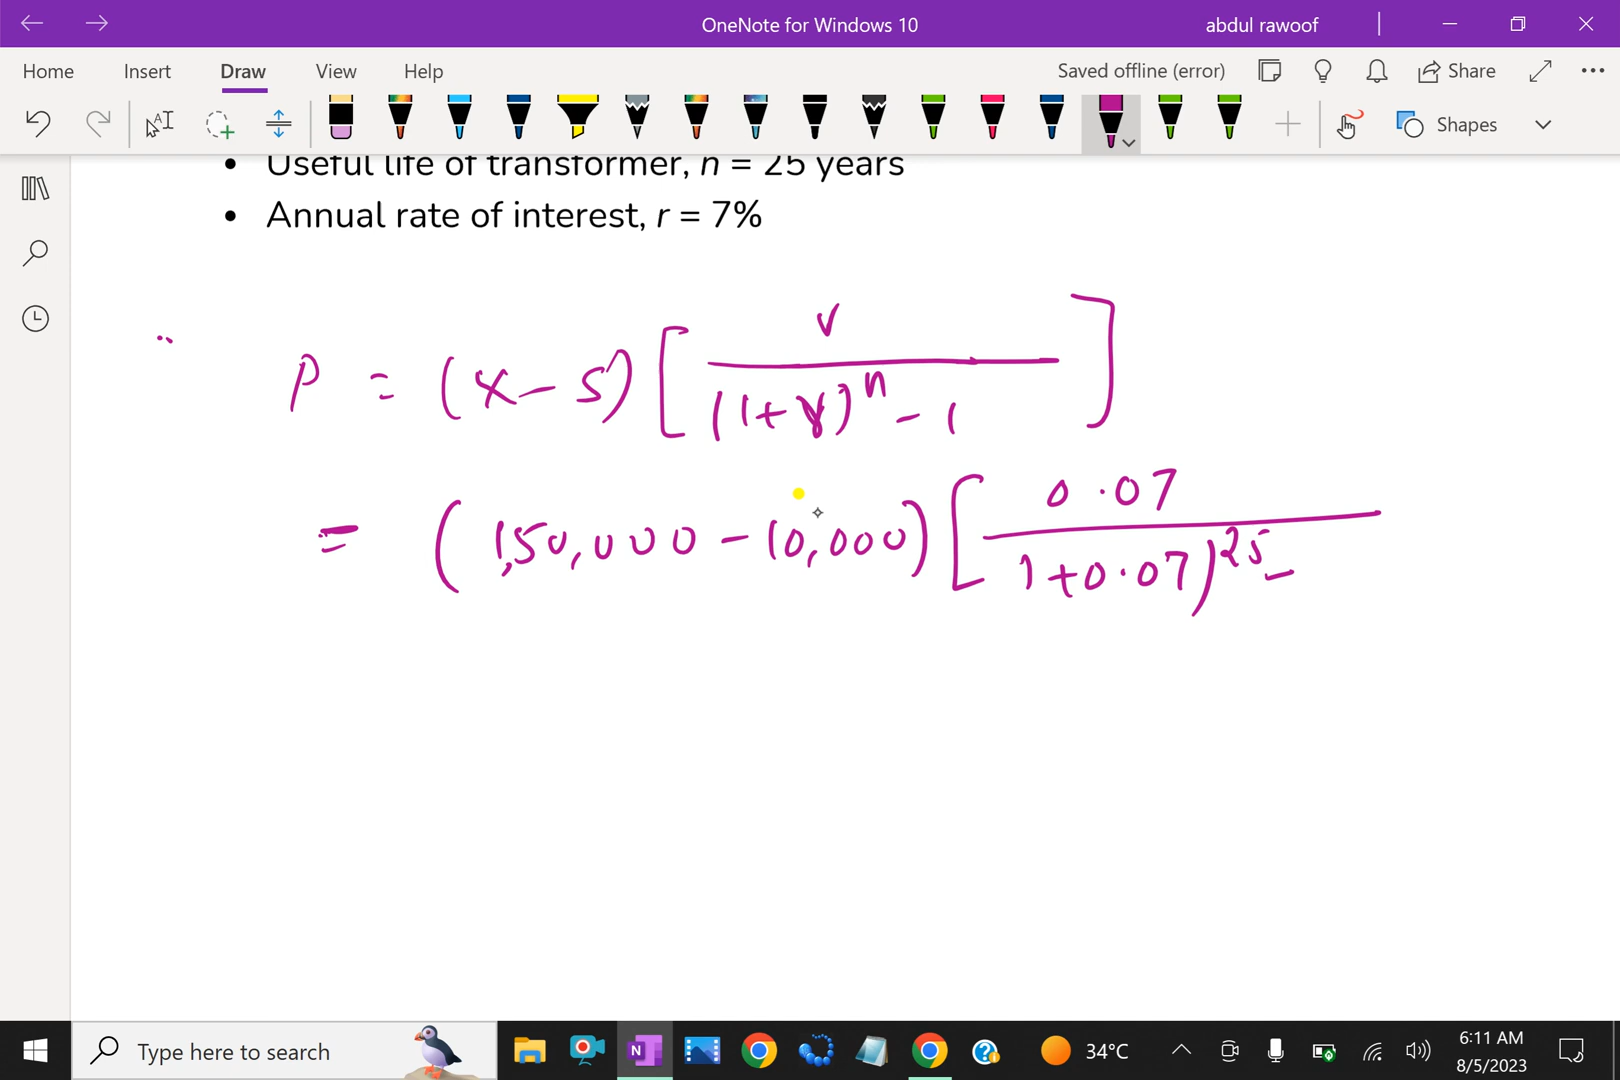 OneNote for Windows 10
abdul rawoof
Home Insert Draw View Help
Saved offline (error)
Share
Shapes
• Useful life of transformer, n = 25 years
• Annual rate of interest, r = 7%
P = (x - s) [ r / (1+r)^n - 1 ]
= (1,50,000 - 10,000) [ 0.07 / 1+0.07)^25 -
Type here to search
34°C
6:11 AM
8/5/2023